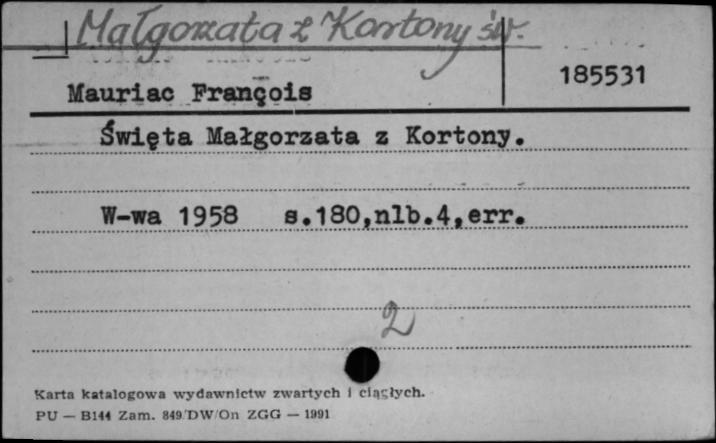 Małgorzata z Kortony św.
185531
Mauriac François
Święta Małgorzata z Kortony.
W-wa 1958 s.180,nlb.4,err.
2
Karta katalogowa wydawnictw zwartych i ciągłych.
PU — B144 Zam. 849/DW/On ZGG — 1991